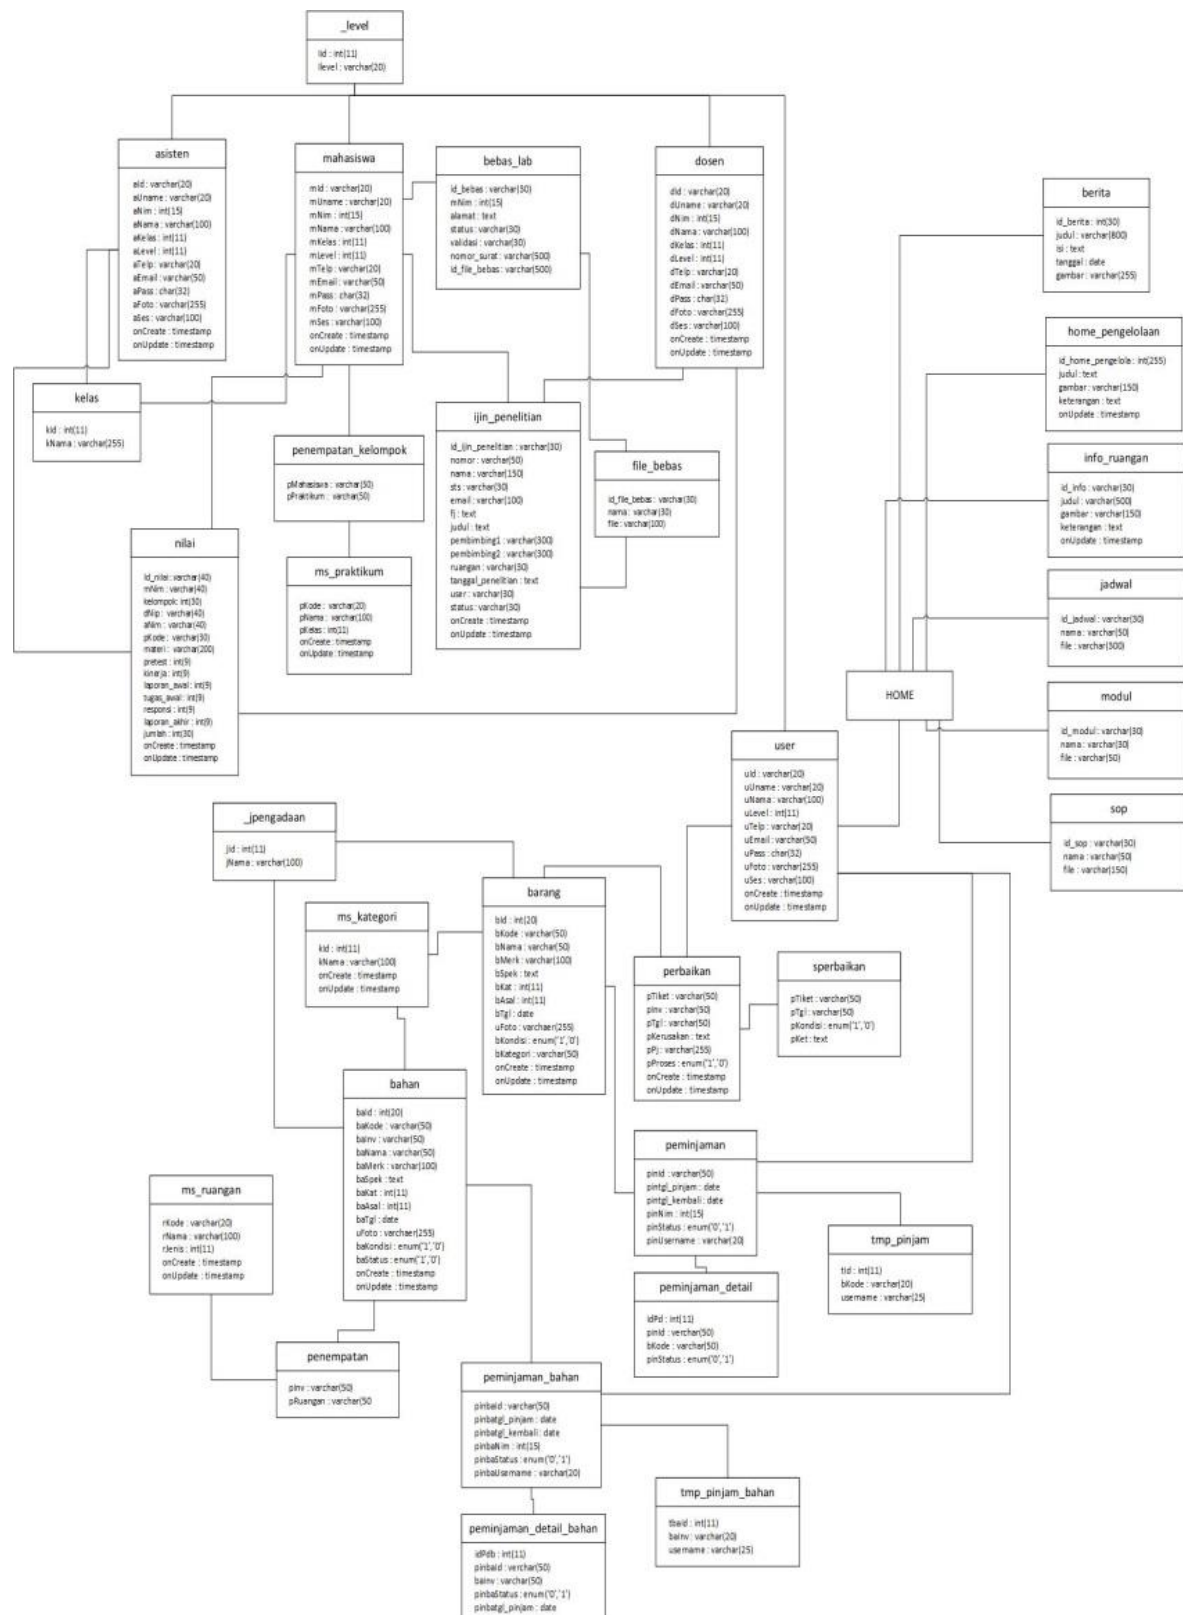 _level
lid : int(11)
llevel : varchar(20)
asisten
aId : varchar(20)
aUname : varchar(20)
aNim : int(15)
aNama : varchar(100)
aKelas : int(11)
aLevel : int(11)
aTelp : varchar(20)
aEmail : varchar(50)
aPass : char(32)
aFoto : varchar(255)
aSes : varchar(100)
onCreate : timestamp
onUpdate : timestamp
mahasiswa
mId : varchar(20)
mUname : varchar(20)
mNim : int(15)
mNama : varchar(100)
mKelas : int(11)
mLevel : int(11)
mTelp : varchar(20)
mEmail : varchar(50)
mPass : char(32)
mFoto : varchar(255)
mSes : varchar(100)
onCreate : timestamp
onUpdate : timestamp
bebas_lab
id_bebas : varchar(30)
mNim : int(15)
alamat : text
status : varchar(30)
validasi : varchar(30)
nomor_surat : varchar(500)
id_file_bebas : varchar(500)
dosen
dId : varchar(20)
dUname : varchar(20)
dNim : int(15)
dNama : varchar(100)
dKelas : int(11)
dLevel : int(11)
dTelp : varchar(20)
dEmail : varchar(50)
dPass : char(32)
dFoto : varchar(255)
dSes : varchar(100)
onCreate : timestamp
onUpdate : timestamp
berita
id_berita : int(30)
judul : varchar(800)
isi : text
tanggal : date
gambar : varchar(255)
home_pengelolaan
id_home_pengelola : int(255)
judul : text
gambar : varchar(150)
keterangan : text
onUpdate : timestamp
kelas
kId : int(11)
kNama : varchar(255)
penempatan_kelompok
pMahasiswa : varchar(50)
pPraktikum : varchar(50)
ijin_penelitian
id_ijin_penelitian : varchar(30)
nomor : varchar(50)
nama : varchar(150)
sts : varchar(30)
email : varchar(100)
fj : text
judul : text
pembimbing1 : varchar(300)
pembimbing2 : varchar(300)
ruangan : varchar(30)
tanggal_penelitian : text
user : varchar(30)
status : varchar(30)
onCreate : timestamp
onUpdate : timestamp
file_bebas
id_file_bebas : varchar(30)
nama : varchar(30)
file : varchar(100)
info_ruangan
id_info : varchar(30)
judul : varchar(500)
gambar : varchar(150)
keterangan : text
onUpdate : timestamp
nilai
id_nilai : varchar(40)
mNim : varchar(40)
kelompok : int(30)
dNip : varchar(40)
aNim : varchar(40)
pKode : varchar(30)
materi : varchar(200)
pretest : int(9)
kinerja : int(9)
laporan_awal : int(9)
tugas_awal : int(9)
responsi : int(9)
laporan_akhir : int(9)
jumlah : int(30)
onCreate : timestamp
onUpdate : timestamp
ms_praktikum
pKode : varchar(20)
pNama : varchar(100)
pKelas : int(11)
onCreate : timestamp
onUpdate : timestamp
jadwal
id_jadwal : varchar(30)
nama : varchar(50)
file : varchar(300)
HOME
modul
id_modul : varchar(30)
nama : varchar(30)
file : varchar(50)
user
uId : varchar(20)
uUname : varchar(20)
uNama : varchar(100)
uLevel : int(11)
uTelp : varchar(20)
uEmail : varchar(50)
uPass : char(32)
uFoto : varchar(255)
uSes : varchar(100)
onCreate : timestamp
onUpdate : timestamp
sop
id_sop : varchar(30)
nama : varchar(50)
file : varchar(150)
_jpengadaan
jid : int(11)
jNama : varchar(100)
ms_kategori
kId : int(11)
kNama : varchar(100)
onCreate : timestamp
onUpdate : timestamp
barang
bId : int(20)
bKode : varchar(50)
bNama : varchar(50)
bMerk : varchar(100)
bSpek : text
bKat : int(11)
bAsal : int(11)
bTgl : date
uFoto : varchaer(255)
bKondisi : enum('1','0')
bKategori : varchar(50)
onCreate : timestamp
onUpdate : timestamp
perbaikan
pTiket : varchar(50)
pInv : varchar(50)
pTgl : varchar(50)
pKerusakan : text
pPj : varchar(255)
pProses : enum('1','0')
onCreate : timestamp
onUpdate : timestamp
sperbaikan
pTiket : varchar(50)
pTgl : varchar(50)
pKondisi : enum('1','0')
pKet : text
bahan
baId : int(20)
baKode : varchar(50)
baInv : varchar(50)
baNama : varchar(50)
baMerk : varchar(100)
baSpek : text
baKat : int(11)
baAsal : int(11)
baTgl : date
uFoto : varchaer(255)
baKondisi : enum('1','0')
baStatus : enum('1','0')
onCreate : timestamp
onUpdate : timestamp
peminjaman
pinId : varchar(50)
pintgl_pinjam : date
pintgl_kembali : date
pinNim : int(15)
pinStatus : enum('0','1')
pinUsername : varchar(20)
ms_ruangan
rKode : varchar(20)
rNama : varchar(100)
rJenis : int(11)
onCreate : timestamp
onUpdate : timestamp
tmp_pinjam
tId : int(11)
bKode : varchar(20)
username : varchar(25)
peminjaman_detail
idPd : int(11)
pinId : verchar(50)
bKode : varchar(50)
pinStatus : enum('0','1')
penempatan
pInv : varchar(50)
pRuangan : varchar(50
peminjaman_bahan
pinbaId : varchar(50)
pinbatgl_pinjam : date
pinbatgl_kembali : date
pinbaNim : int(15)
pinbaStatus : enum('0','1')
pinbaUsername : varchar(20)
tmp_pinjam_bahan
tbaid : int(11)
bainv : varchar(20)
username : varchar(25)
peminjaman_detail_bahan
idPdb : int(11)
pinbaId : verchar(50)
baInv : varchar(50)
pinbaStatus : enum('0','1')
pinbatgl_pinjam : date